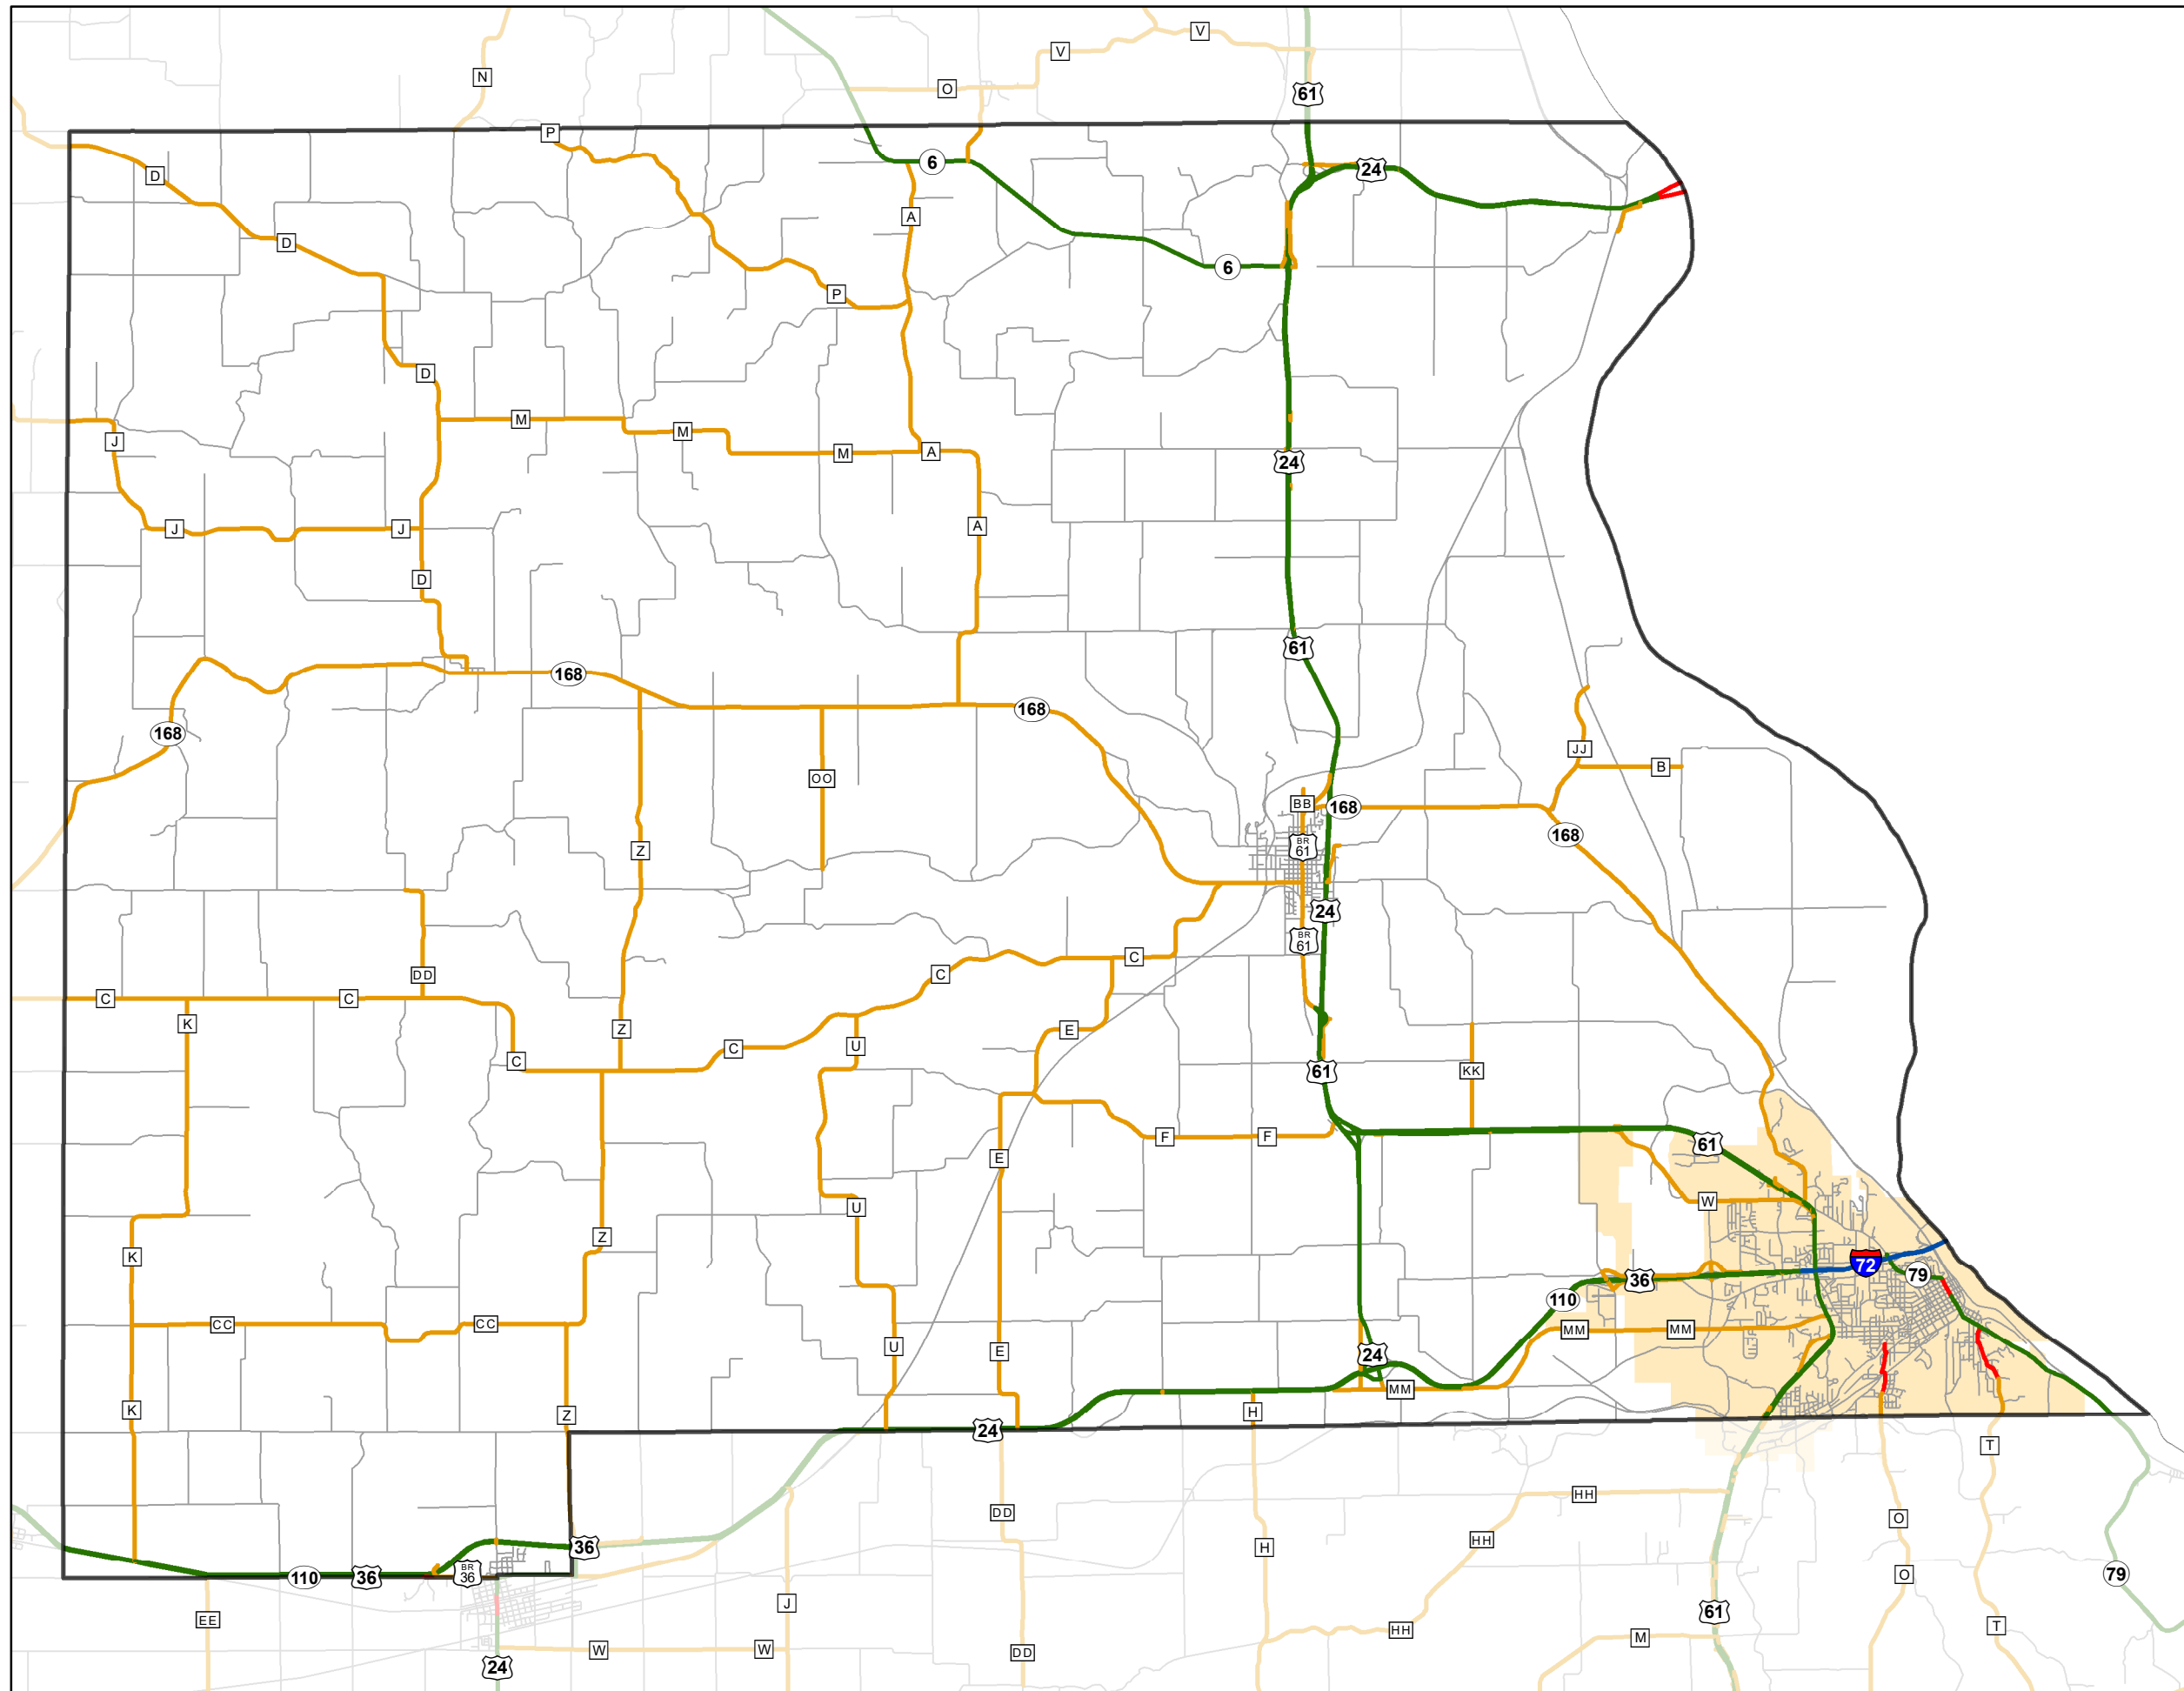 V
V
N
O
61
P
6
24
D
A
D
6
P
D
M
J
M
M
A
24
A
J
J
D
61
168
168
168
JJ
B
OO
BB
168
168
BR
61
Z
24
BR
61
C
DD
C
C
C
K
Z
E
U
C
C
61
KK
F
F
61
E
W
U
Z
K
72
79
36
110
CC
CC
MM
MM
U
E
24
MM
K
Z
H
24
T
HH
DD
O
HH
H
36
110
36
BR
36
O
79
J
61
EE
T
HH
M
W
W
DD
24